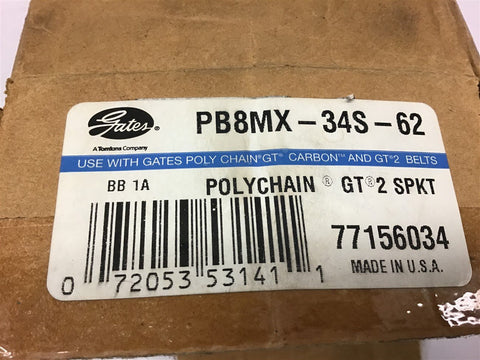 Gates®
A Tomkins Company
PB8MX-34S-62
USE WITH GATES POLY CHAIN® GT® CARBON™ AND GT®2 BELTS
BB 1A
POLYCHAIN ® GT®2 SPKT
77156034
MADE IN U.S.A.
0 72053 53141 1